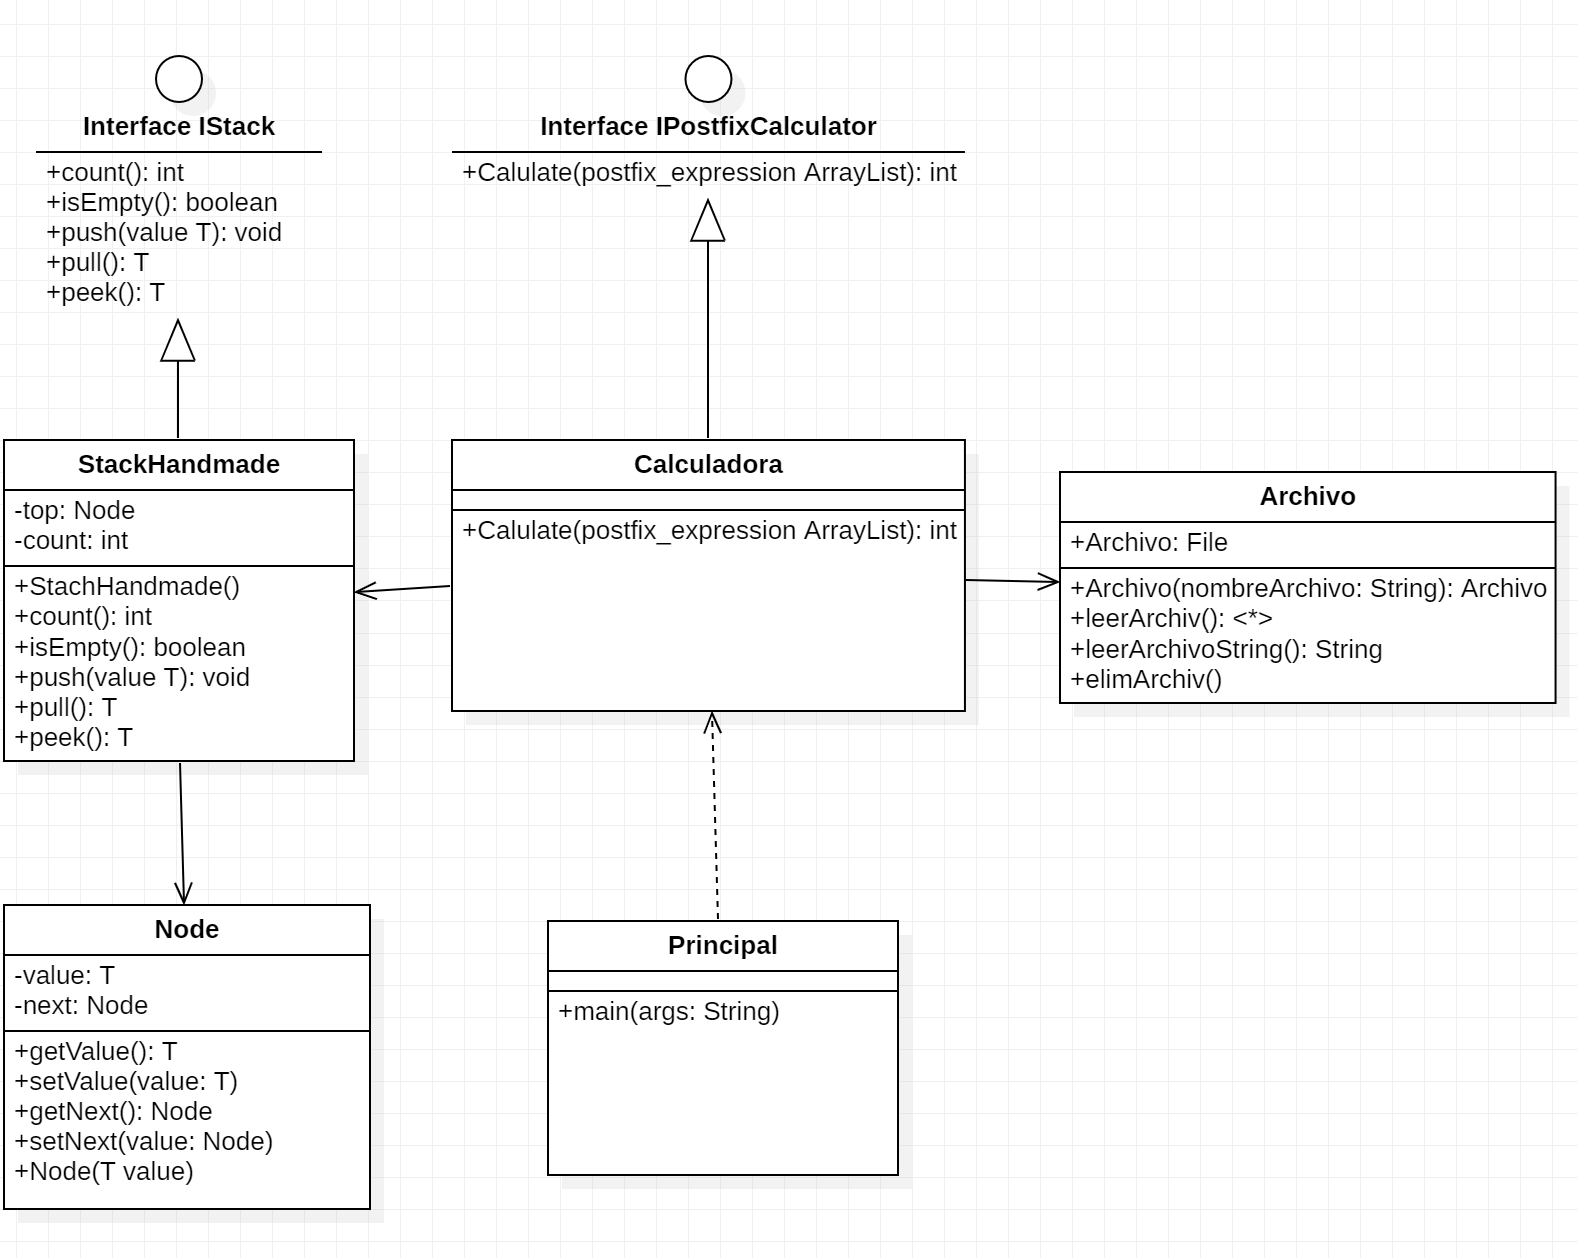 Interface IStack
+count(): int
+isEmpty(): boolean
+push(value T): void
+pull(): T
+peek(): T
Interface IPostfixCalculator
+Calulate(postfix_expression ArrayList): int
StackHandmade
-top: Node
-count: int
+StachHandmade()
+count(): int
+isEmpty(): boolean
+push(value T): void
+pull(): T
+peek(): T
Calculadora
+Calulate(postfix_expression ArrayList): int
Archivo
+Archivo: File
+Archivo(nombreArchivo: String): Archivo
+leerArchiv(): <*>
+leerArchivoString(): String
+elimArchiv()
Node
-value: T
-next: Node
+getValue(): T
+setValue(value: T)
+getNext(): Node
+setNext(value: Node)
+Node(T value)
Principal
+main(args: String)